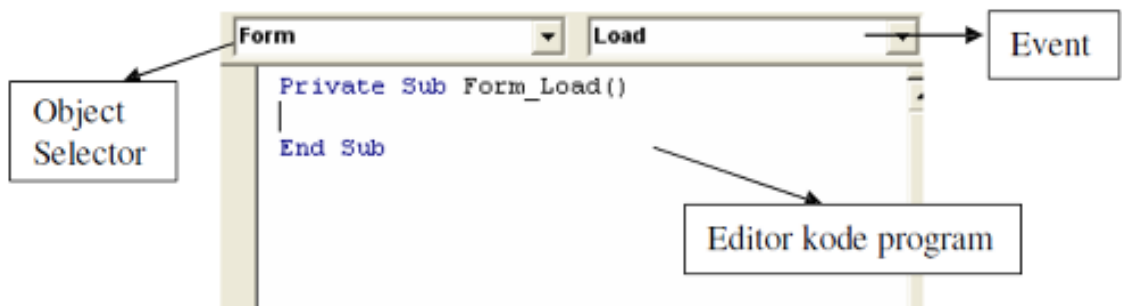 Form
Load
Event
Private Sub Form_Load()
End Sub
Object
Selector
Editor kode program